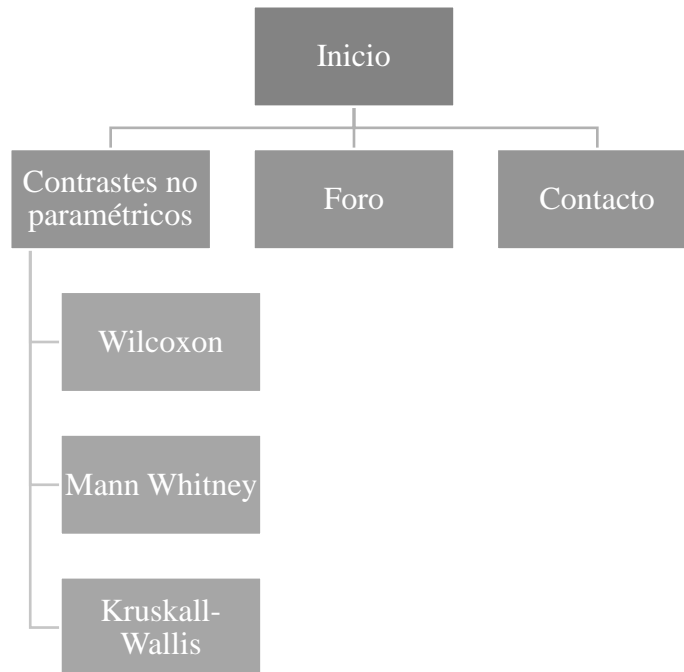 Inicio
Contrastes no
paramétricos
Foro
Contacto
Wilcoxon
Mann Whitney
Kruskall-
Wallis